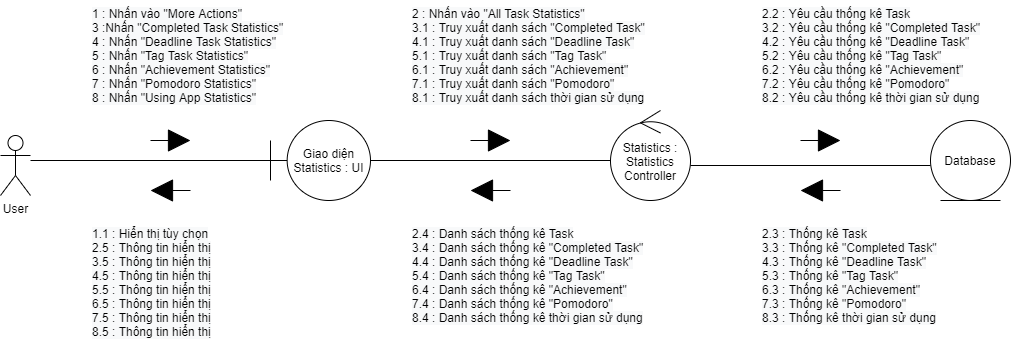 1 : Nhấn vào "More Actions"
3 :Nhấn "Completed Task Statistics"
4 : Nhấn "Deadline Task Statistics"
5 : Nhấn "Tag Task Statistics"
6 : Nhấn "Achievement Statistics"
7 : Nhấn "Pomodoro Statistics"
8 : Nhấn "Using App Statistics"
2 : Nhấn vào "All Task Statistics"
3.1 : Truy xuất danh sách "Completed Task"
4.1 : Truy xuất danh sách "Deadline Task"
5.1 : Truy xuất danh sách "Tag Task"
6.1 : Truy xuất danh sách "Achievement"
7.1 : Truy xuất danh sách "Pomodoro"
8.1 : Truy xuất danh sách thời gian sử dụng
2.2 : Yêu cầu thống kê Task
3.2 : Yêu cầu thống kê "Completed Task"
4.2 : Yêu cầu thống kê "Deadline Task"
5.2 : Yêu cầu thống kê "Tag Task"
6.2 : Yêu cầu thống kê "Achievement"
7.2 : Yêu cầu thống kê "Pomodoro"
8.2 : Yêu cầu thống kê thời gian sử dụng
User
Giao diện
Statistics : UI
Statistics :
Statistics
Controller
Database
1.1 : Hiển thị tùy chọn
2.5 : Thông tin hiển thị
3.5 : Thông tin hiển thị
4.5 : Thông tin hiển thị
5.5 : Thông tin hiển thị
6.5 : Thông tin hiển thị
7.5 : Thông tin hiển thị
8.5 : Thông tin hiển thị
2.4 : Danh sách thống kê Task
3.4 : Danh sách thống kê "Completed Task"
4.4 : Danh sách thống kê "Deadline Task"
5.4 : Danh sách thống kê "Tag Task"
6.4 : Danh sách thống kê "Achievement"
7.4 : Danh sách thống kê "Pomodoro"
8.4 : Danh sách thống kê thời gian sử dụng
2.3 : Thống kê Task
3.3 : Thống kê "Completed Task"
4.3 : Thống kê "Deadline Task"
5.3 : Thống kê "Tag Task"
6.3 : Thống kê "Achievement"
7.3 : Thống kê "Pomodoro"
8.3 : Thống kê thời gian sử dụng